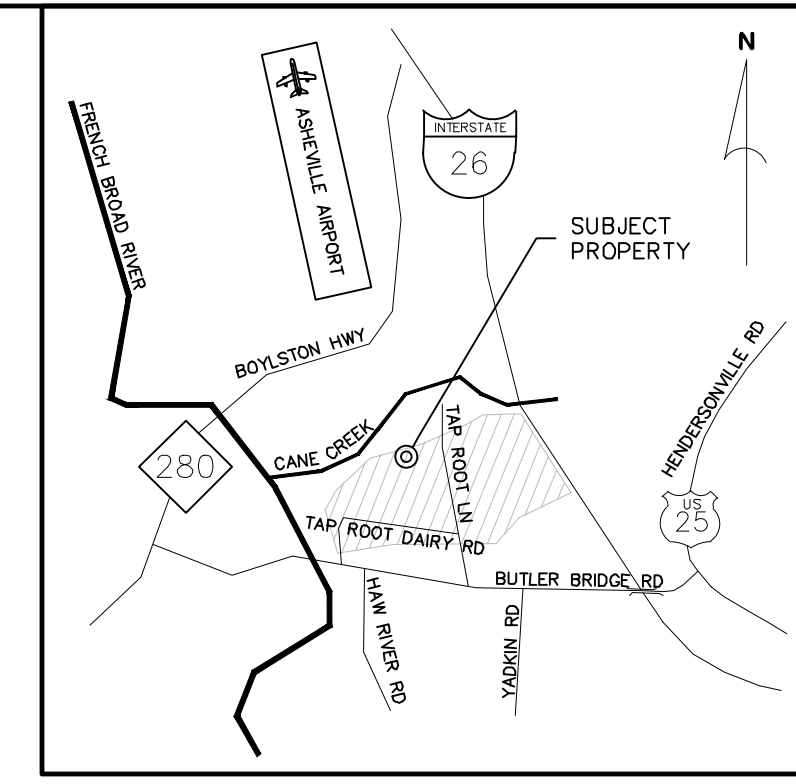 N
FRENCH BROAD RIVER
ASHEVILLE AIRPORT
INTERSTATE
26
SUBJECT
PROPERTY
BOYLSTON HWY
HENDERSONVILLE RD
CANE CREEK
TAP ROOT LN
280
US
25
TAP ROOT DAIRY RD
BUTLER BRIDGE RD
HAW RIVER RD
YADKIN RD